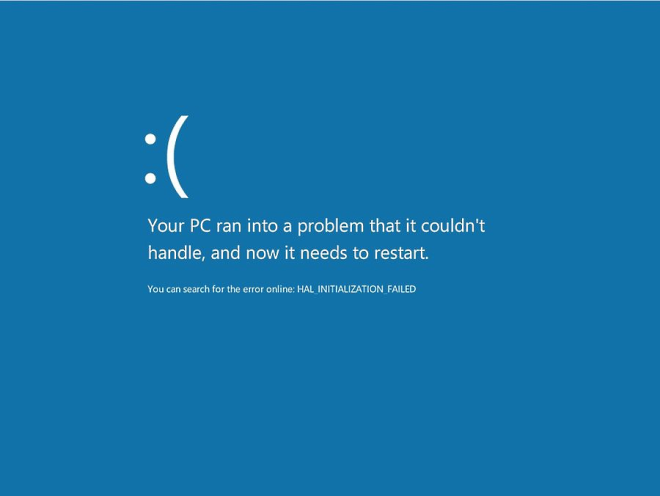 :(
Your PC ran into a problem that it couldn't
handle, and now it needs to restart.
You can search for the error online: HAL_INITIALIZATION_FAILED